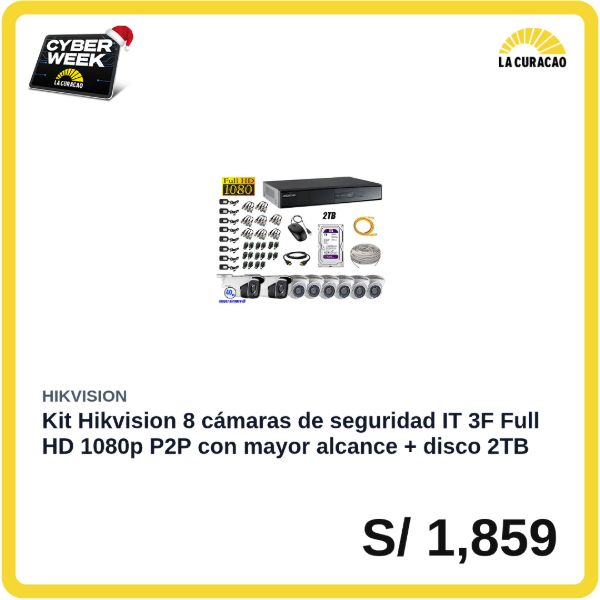 CYBER
WEEK
LA CURACAO
LA CURACAO
Full HD
1080
2TB
HIKVISION
Kit Hikvision 8 cámaras de seguridad IT 3F Full
HD 1080p P2P con mayor alcance + disco 2TB
S/ 1,859